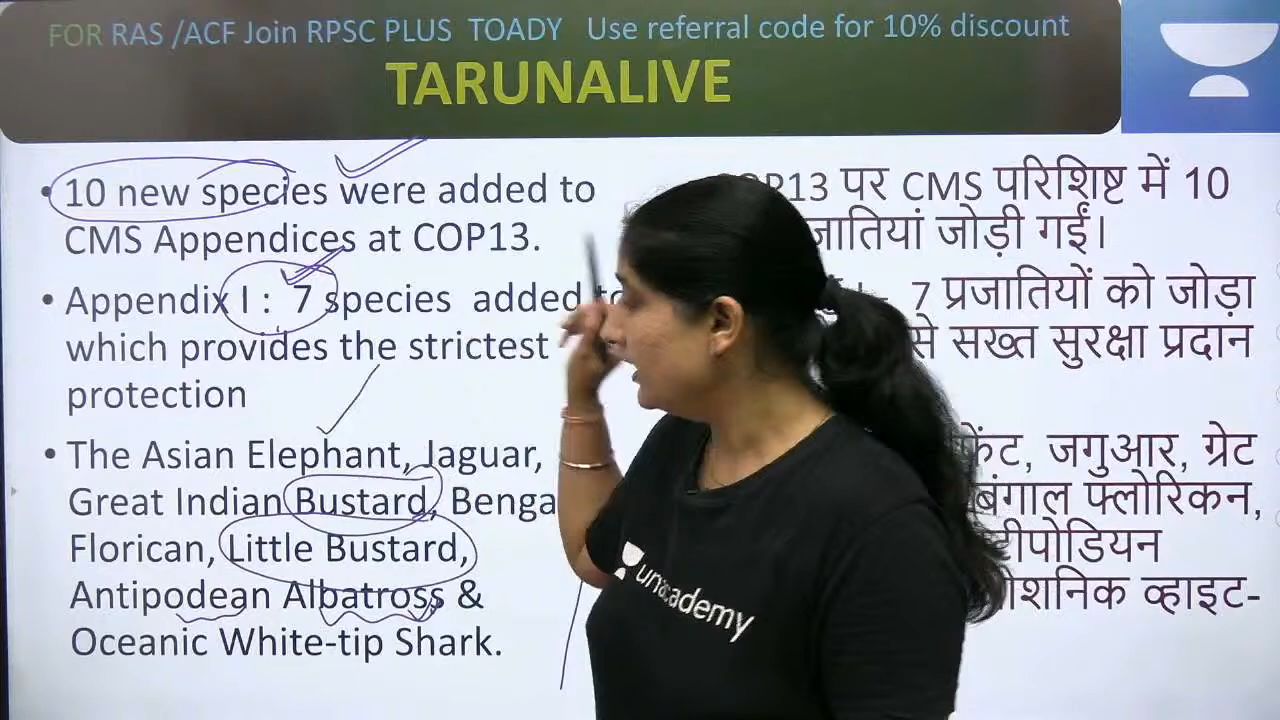 FOR RAS /ACF Join RPSC PLUS TOADY Use referral code for 10% discount
TARUNALIVE
• 10 new species were added to
CMS Appendices at COP13.
• Appendix I : 7 species added to
which provides the strictest
protection
• The Asian Elephant, Jaguar,
Great Indian Bustard, Benga
Florican, Little Bustard,
Antipodean Albatross &
Oceanic White-tip Shark.
COP13 पर CMS परिशिष्ट में 10
जोड़ी गईं।
7 प्रजातियों को जोड़ा
से सख्त सुरक्षा प्रदान
जगुआर, ग्रेट
बंगाल फ्लोरिकन,
व्हाइट-
unacademy